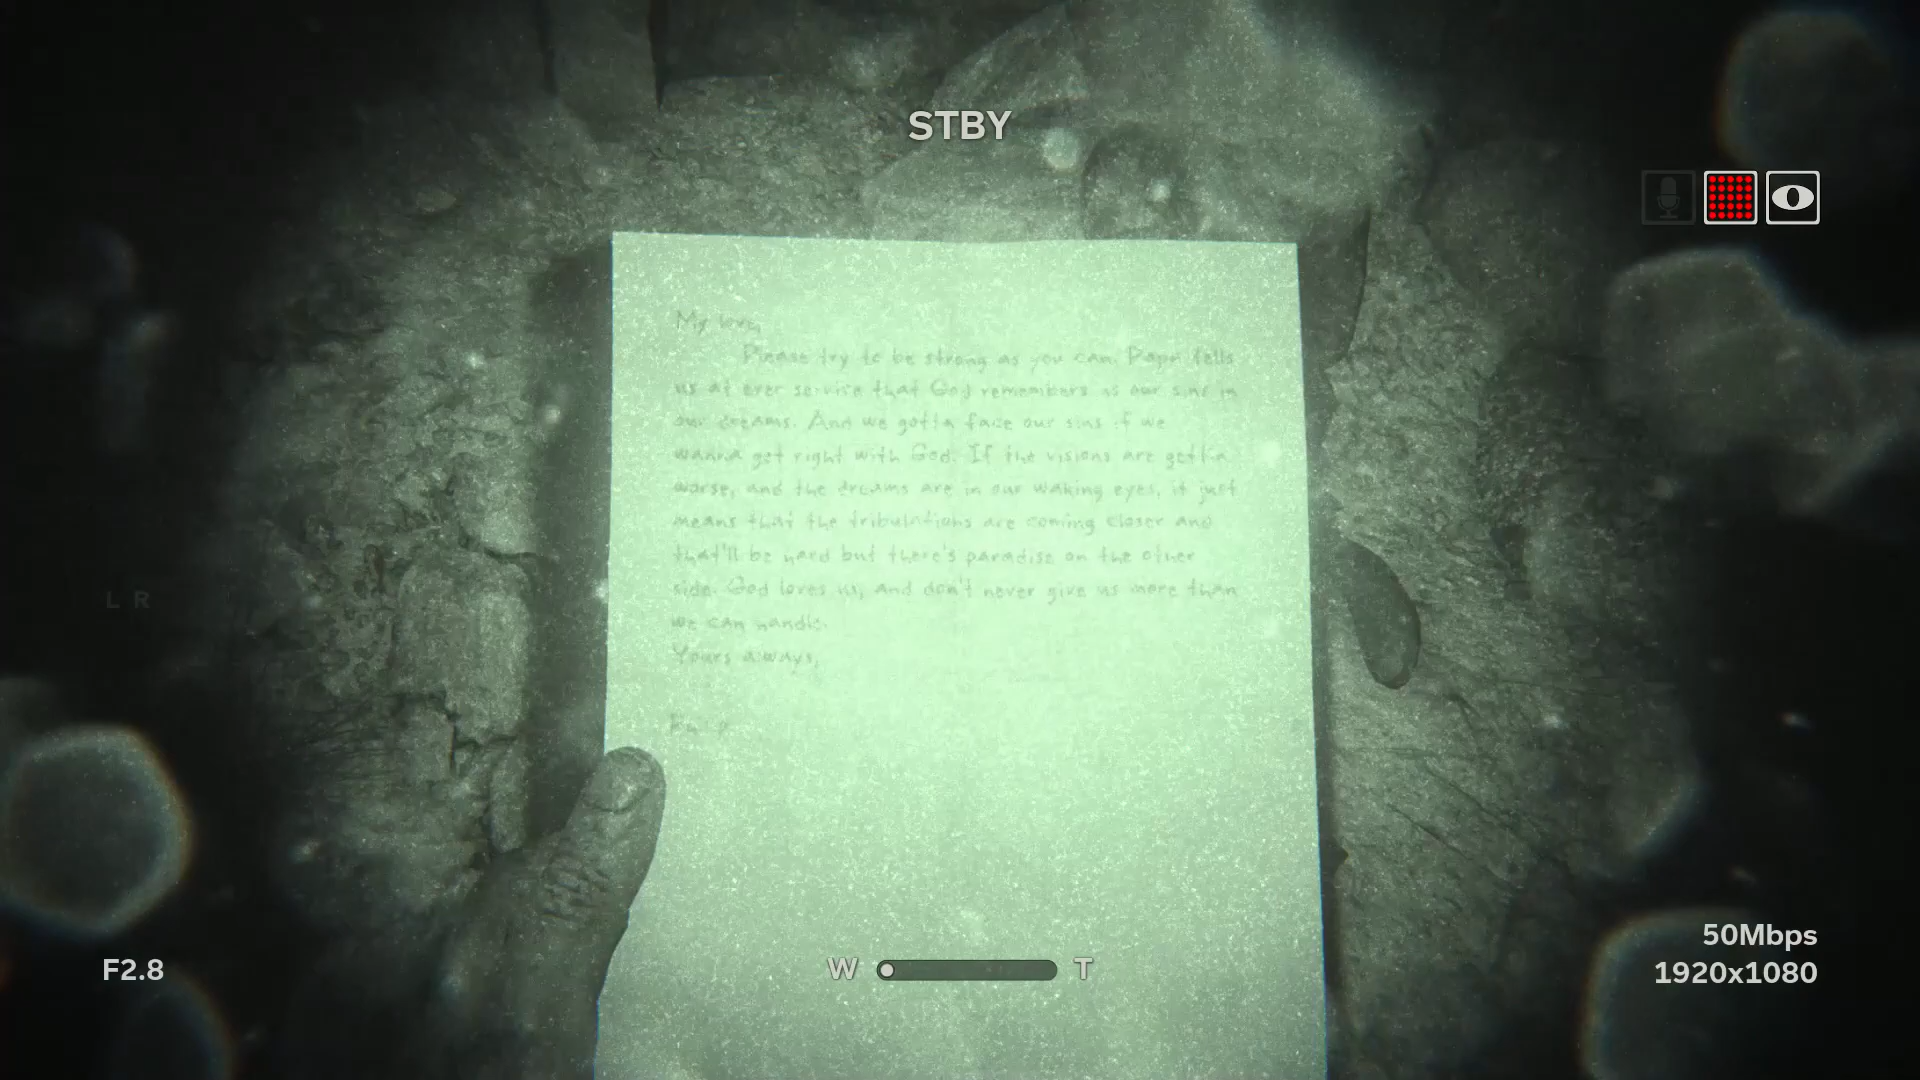 STBY
My love,
Please try to be strong as you can. Papa tells
us at ever service that God remembers us our sins in
our dreams. And we gotta face our sins if we
wanna get right with God. If the visions are gettin
worse, and the dreams are in our waking eyes, it just
means that the tribulations are coming closer and
that'll be hard but there's paradise on the other
side. God loves us, and don't never give us more than
we can handle.
Yours always,
L R
F2.8
W T
50Mbps
1920x1080